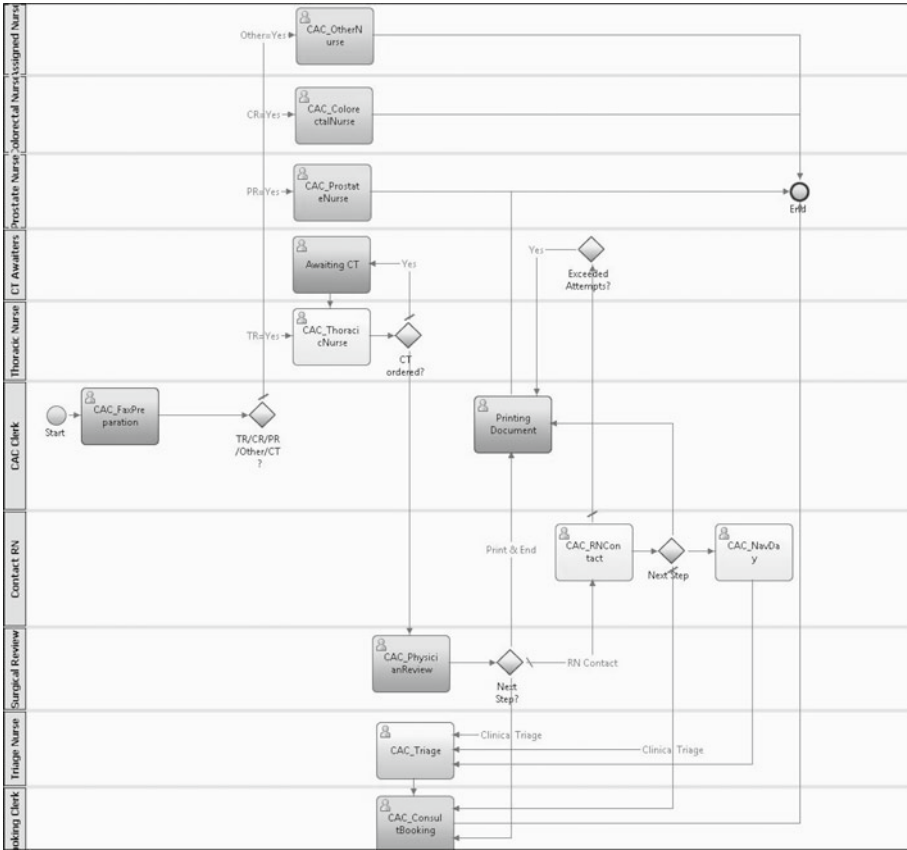 Assigned Nurse
Other=Yes
CAC_OtherN
urse
Colorectal Nurse
CR=Yes
CAC_Colore
ctalNurse
Prostate Nurse
PR=Yes
CAC_Prostat
eNurse
End
CT Awaiters
Awaiting CT
Yes
Yes
Exceeded
Attempts?
Thoracic Nurse
TR=Yes
CAC_Thoraci
cNurse
CT
ordered?
CAC Clerk
Start
CAC_FaxPre
paration
TR/CR/PR
/Other/CT
?
Printing
Document
Contact RN
Print & End
CAC_RNCon
tact
Next Step
CAC_NavDa
y
Surgical Review
CAC_Physici
anReview
Next
Step?
RN Contact
Triage Nurse
CAC_Triage
Clinical Triage
Clinical Triage
ooking Clerk
CAC_Consul
tBooking